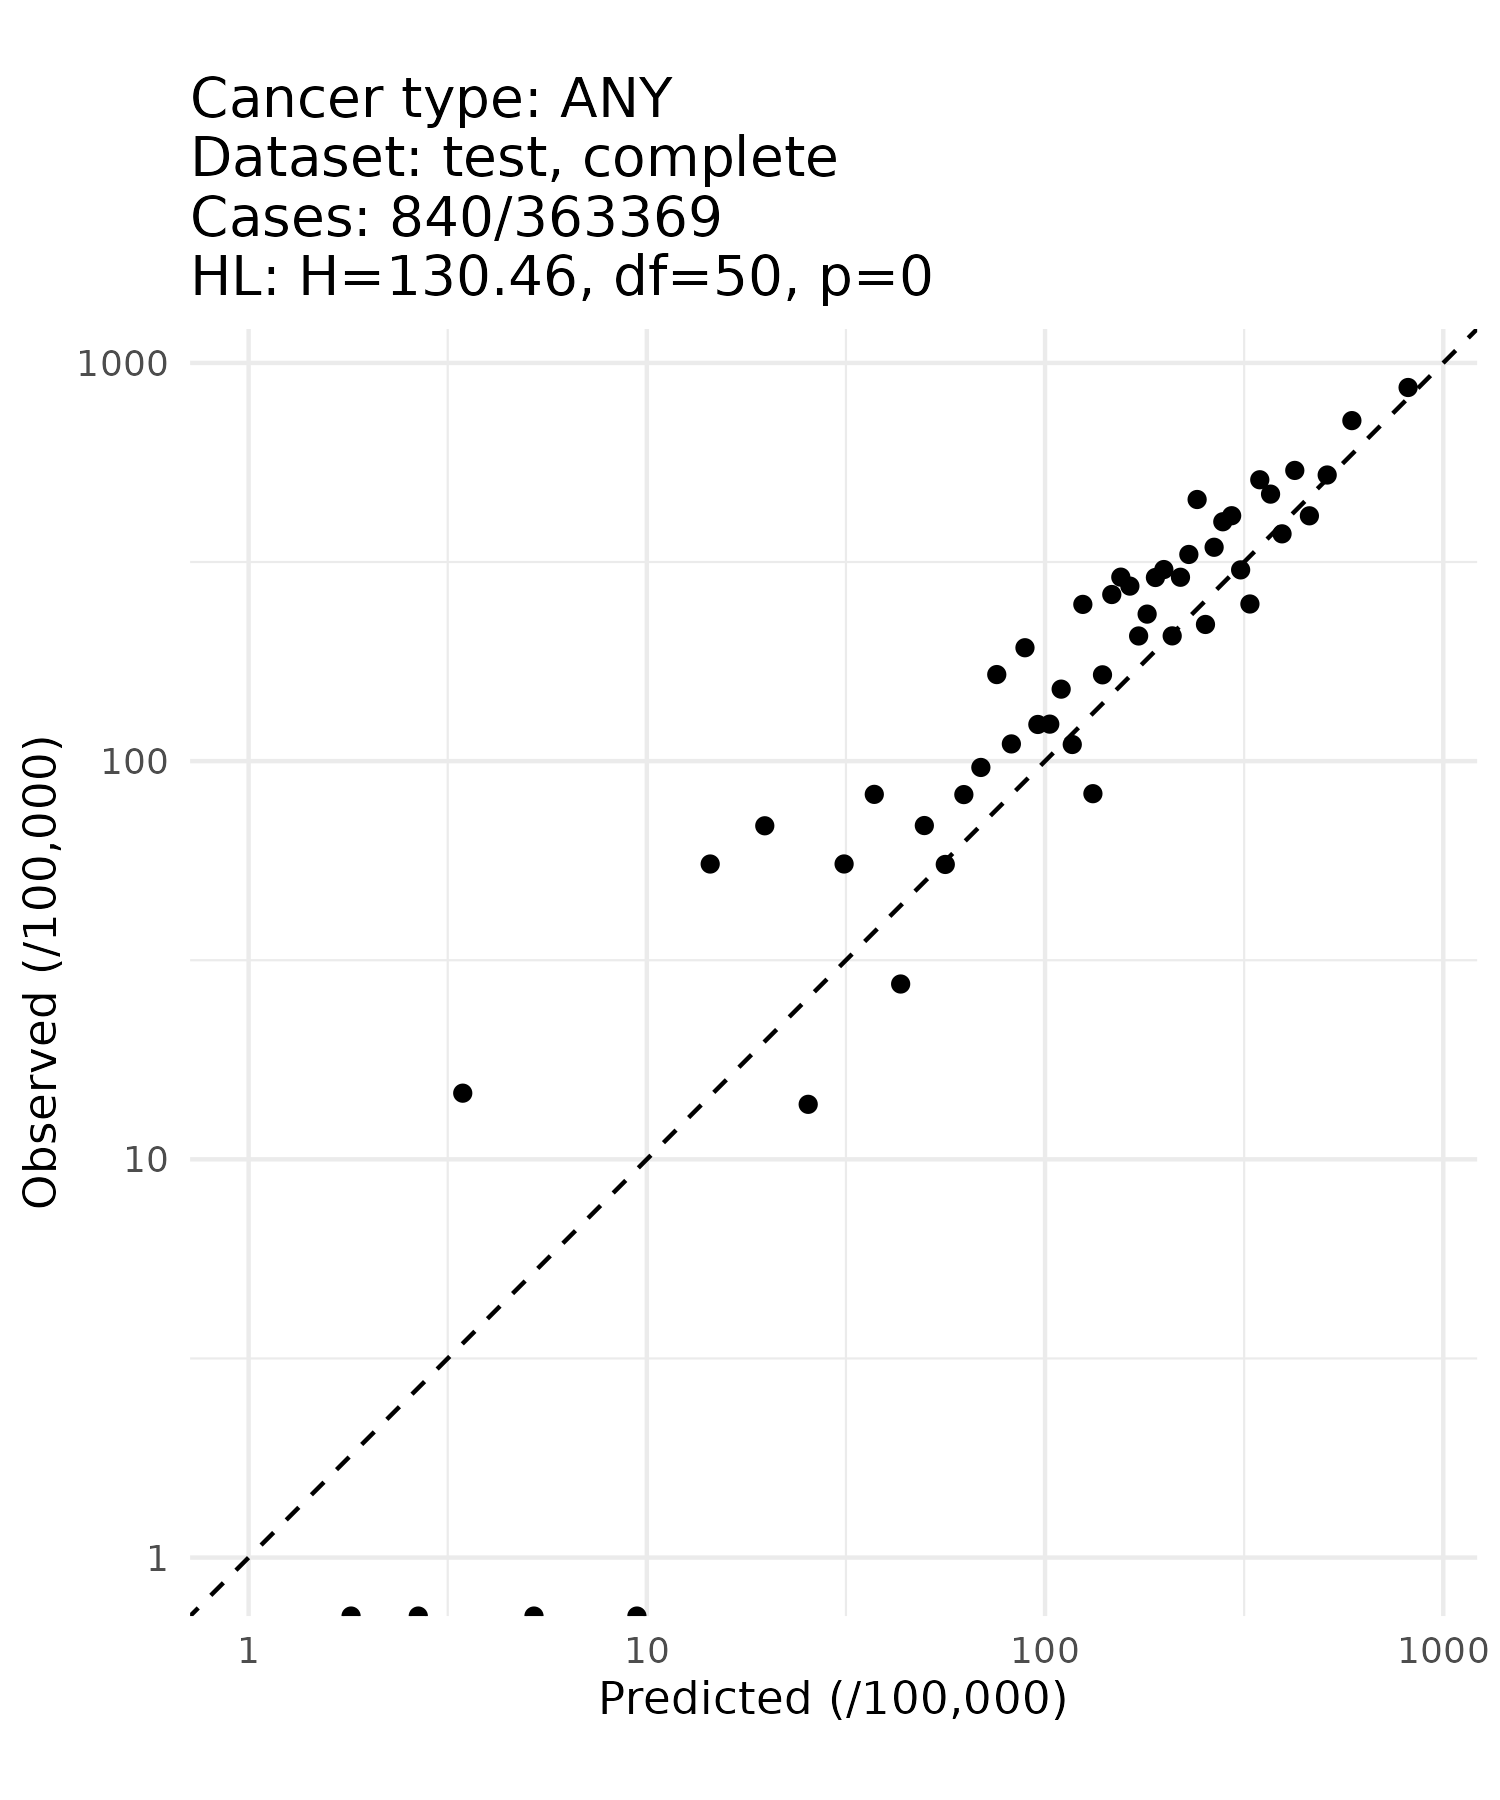 Cancer type: ANY
Dataset: test, complete
Cases: 840/363369
HL: H=130.46, df=50, p=0
1000
100
10
1
Observed (/100,000)
1
10
100
1000
Predicted (/100,000)